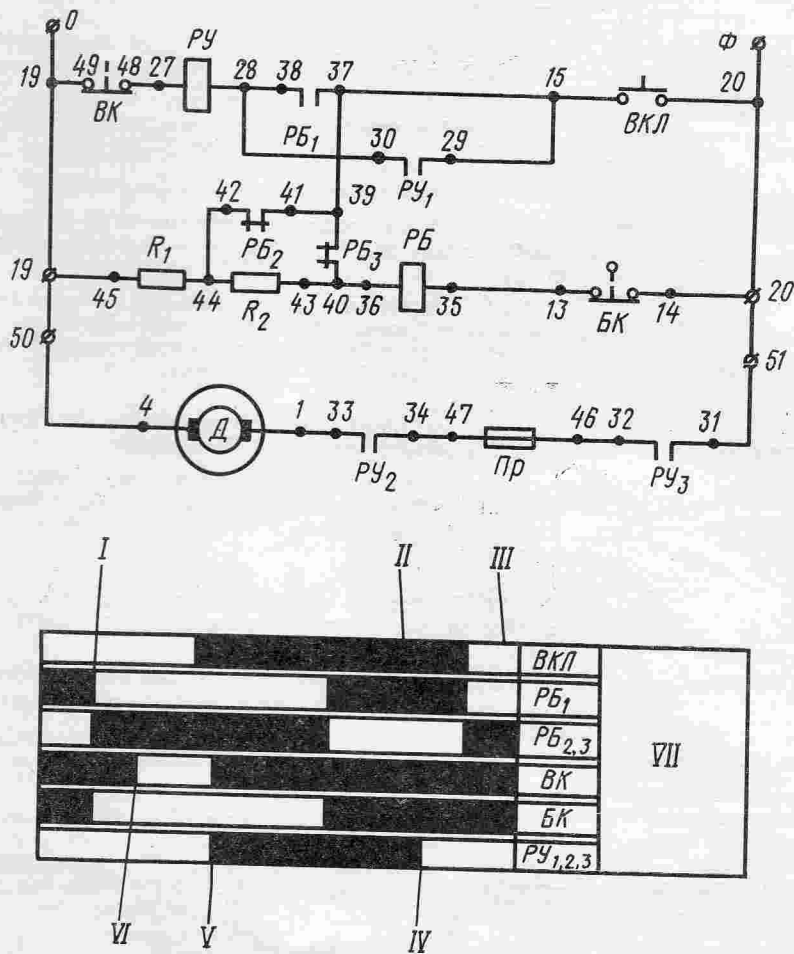 0
Ф
РУ
19 49 48 27 28 38 37 15 20
ВК РБ1 ВКЛ
30 29
РУ1
42 41 39
R1 РБ2 РБ3 РБ
19 20
45 44 R2 43 40 36 35 13 БК 14
50 51
4 Д 1 33 34 47 46 32 31
РУ2 Пр РУ3
I II III
ВКЛ
РБ1
РБ2,3
ВК
БК
РУ1,2,3
VII
VI V IV